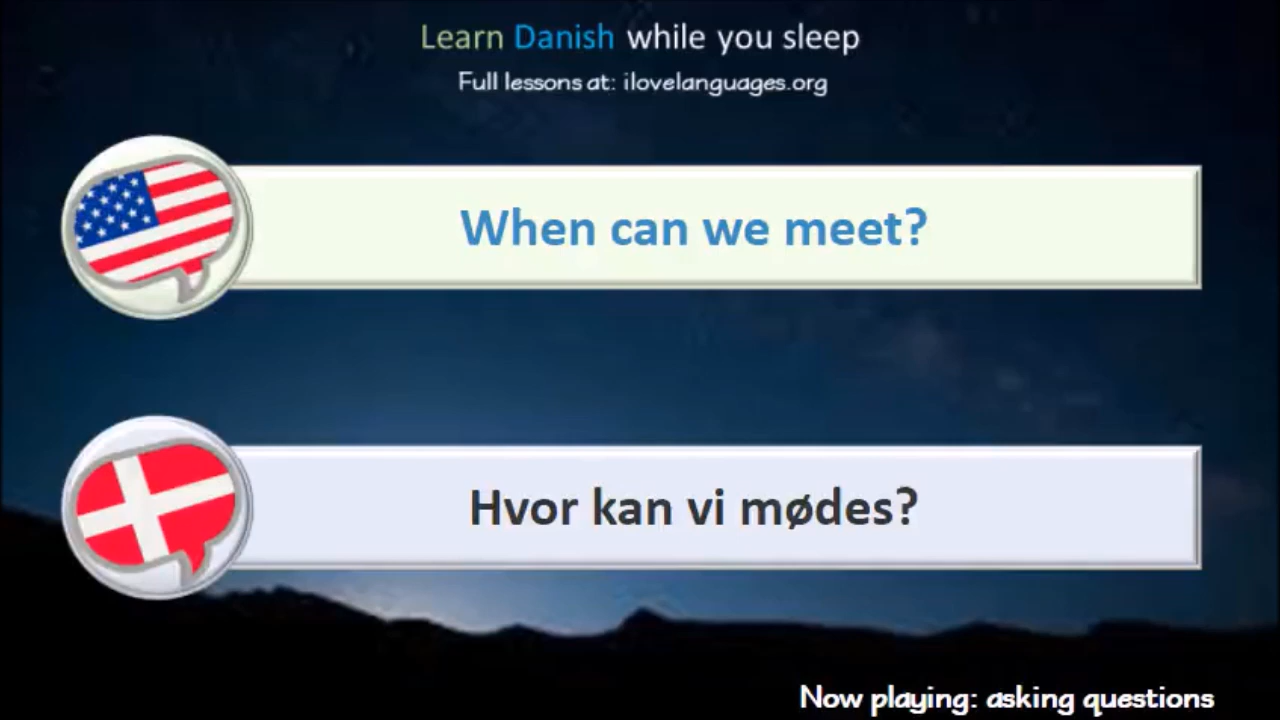 Learn Danish while you sleep
Full lessons at: ilovelanguages.org
When can we meet?
Hvor kan vi mødes?
Now playing: asking questions